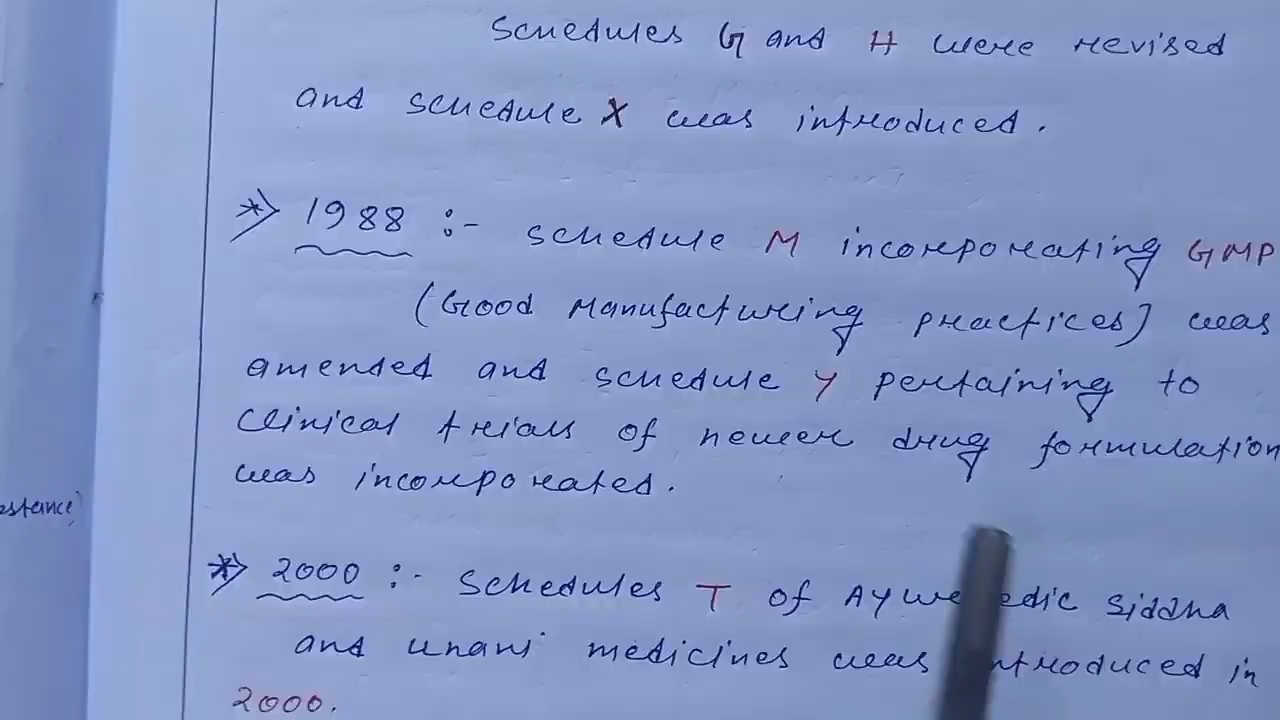 Schedules G and H were revised
and schedule X was introduced.
1988 :- Schedule M incorporating GMP
(Good Manufacturing practices) was
amended and schedule Y pertaining to
clinical trials of newer drug formulation
was incorporated.
2000 :- Schedules T of Ayurvedic Siddha
and unani medicines was introduced in
2000.